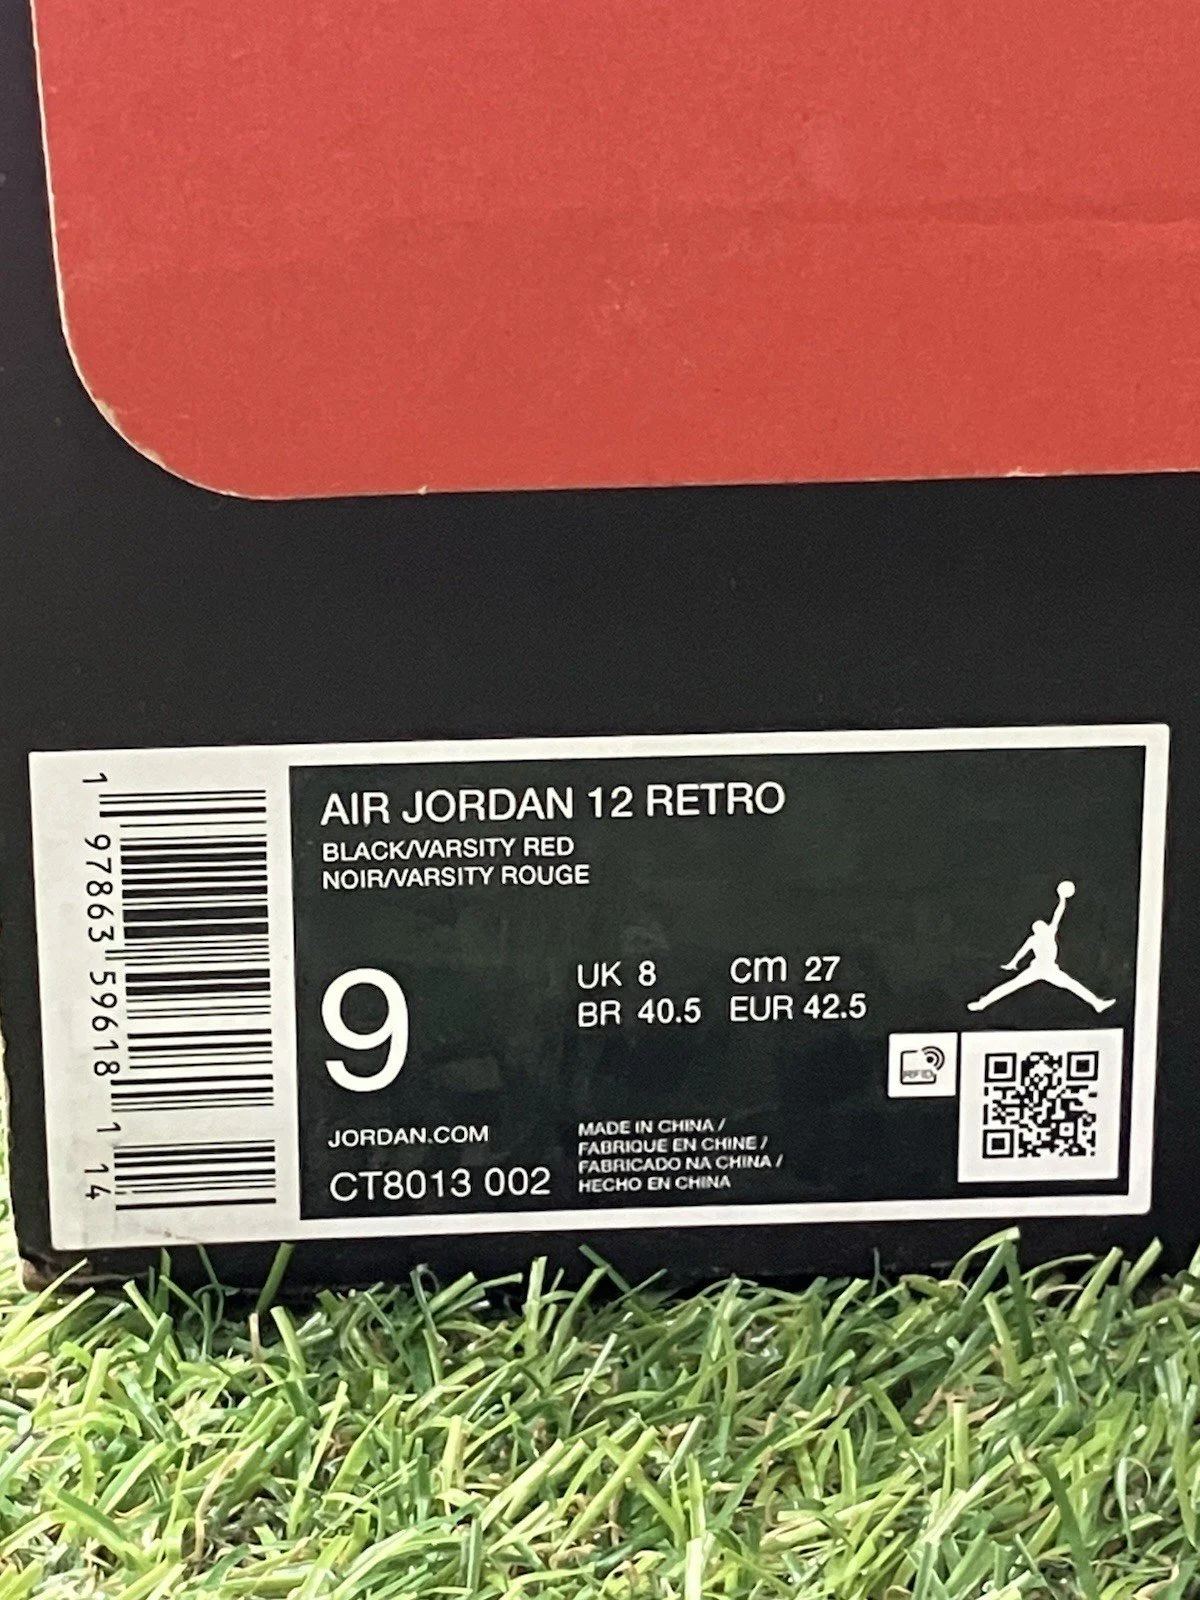 AIR JORDAN 12 RETRO
BLACK/VARSITY RED
NOIR/VARSITY ROUGE
9
UK 8 cm 27
BR 40.5 EUR 42.5
RFID
JORDAN.COM
CT8013 002
MADE IN CHINA /
FABRIQUE EN CHINE /
FABRICADO NA CHINA /
HECHO EN CHINA
1 97863 59618 1 14